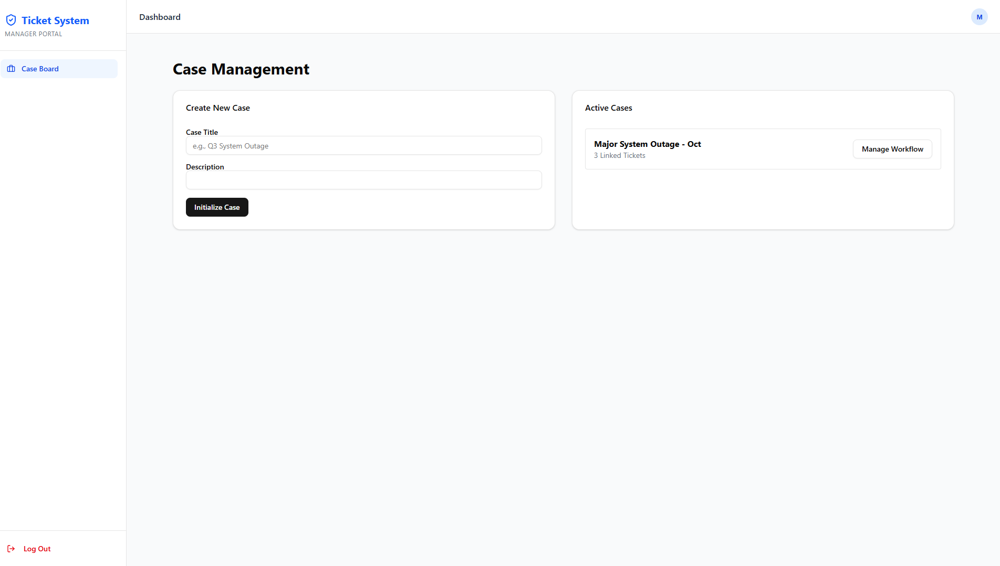 Ticket System
MANAGER PORTAL
Case Board
Log Out
Dashboard
M
Case Management
Create New Case
Case Title
e.g., Q3 System Outage
Description
Initialize Case
Active Cases
Major System Outage - Oct
3 Linked Tickets
Manage Workflow